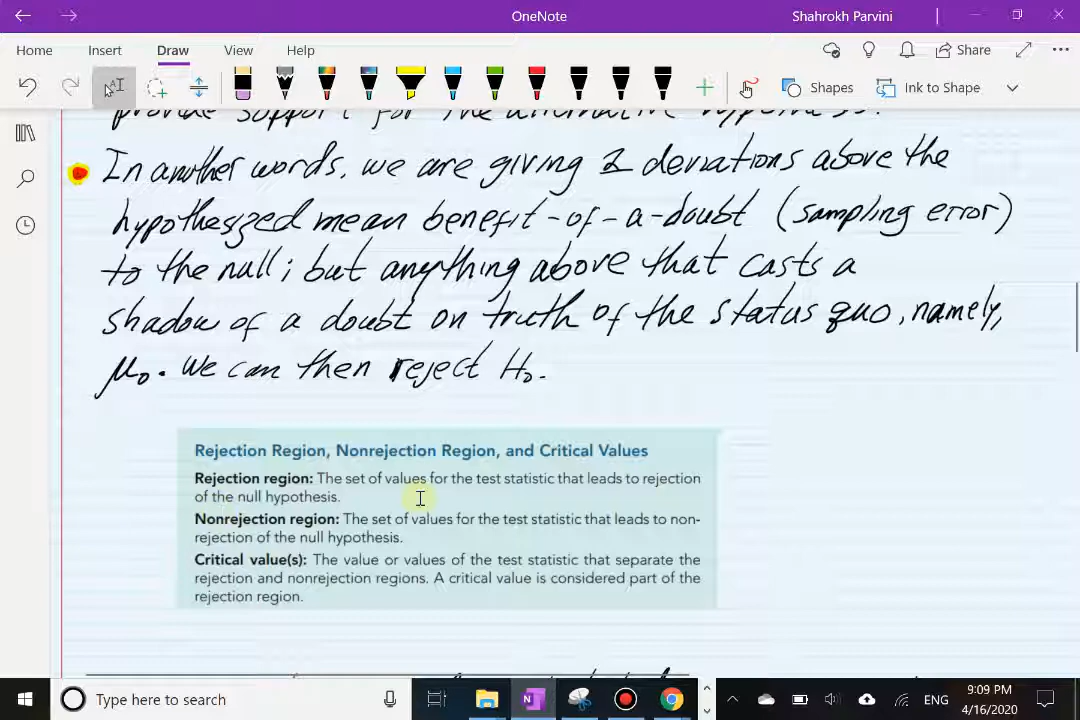 OneNote
Shahrokh Parvini
Home
Insert
Draw
View
Help
Share
Shapes
Ink to Shape
provide support for the alternative hypothesis.
In another words, we are giving 2 deviations above the
hypothesized mean benefit-of-a-doubt (sampling error)
to the null; but anything above that casts a
shadow of a doubt on truth of the status quo, namely,
μ₀. We can then reject H₀.
Rejection Region, Nonrejection Region, and Critical Values
Rejection region: The set of values for the test statistic that leads to rejection
of the null hypothesis.
Nonrejection region: The set of values for the test statistic that leads to non-
rejection of the null hypothesis.
Critical value(s): The value or values of the test statistic that separate the
rejection and nonrejection regions. A critical value is considered part of the
rejection region.
Type here to search
ENG
9:09 PM
4/16/2020